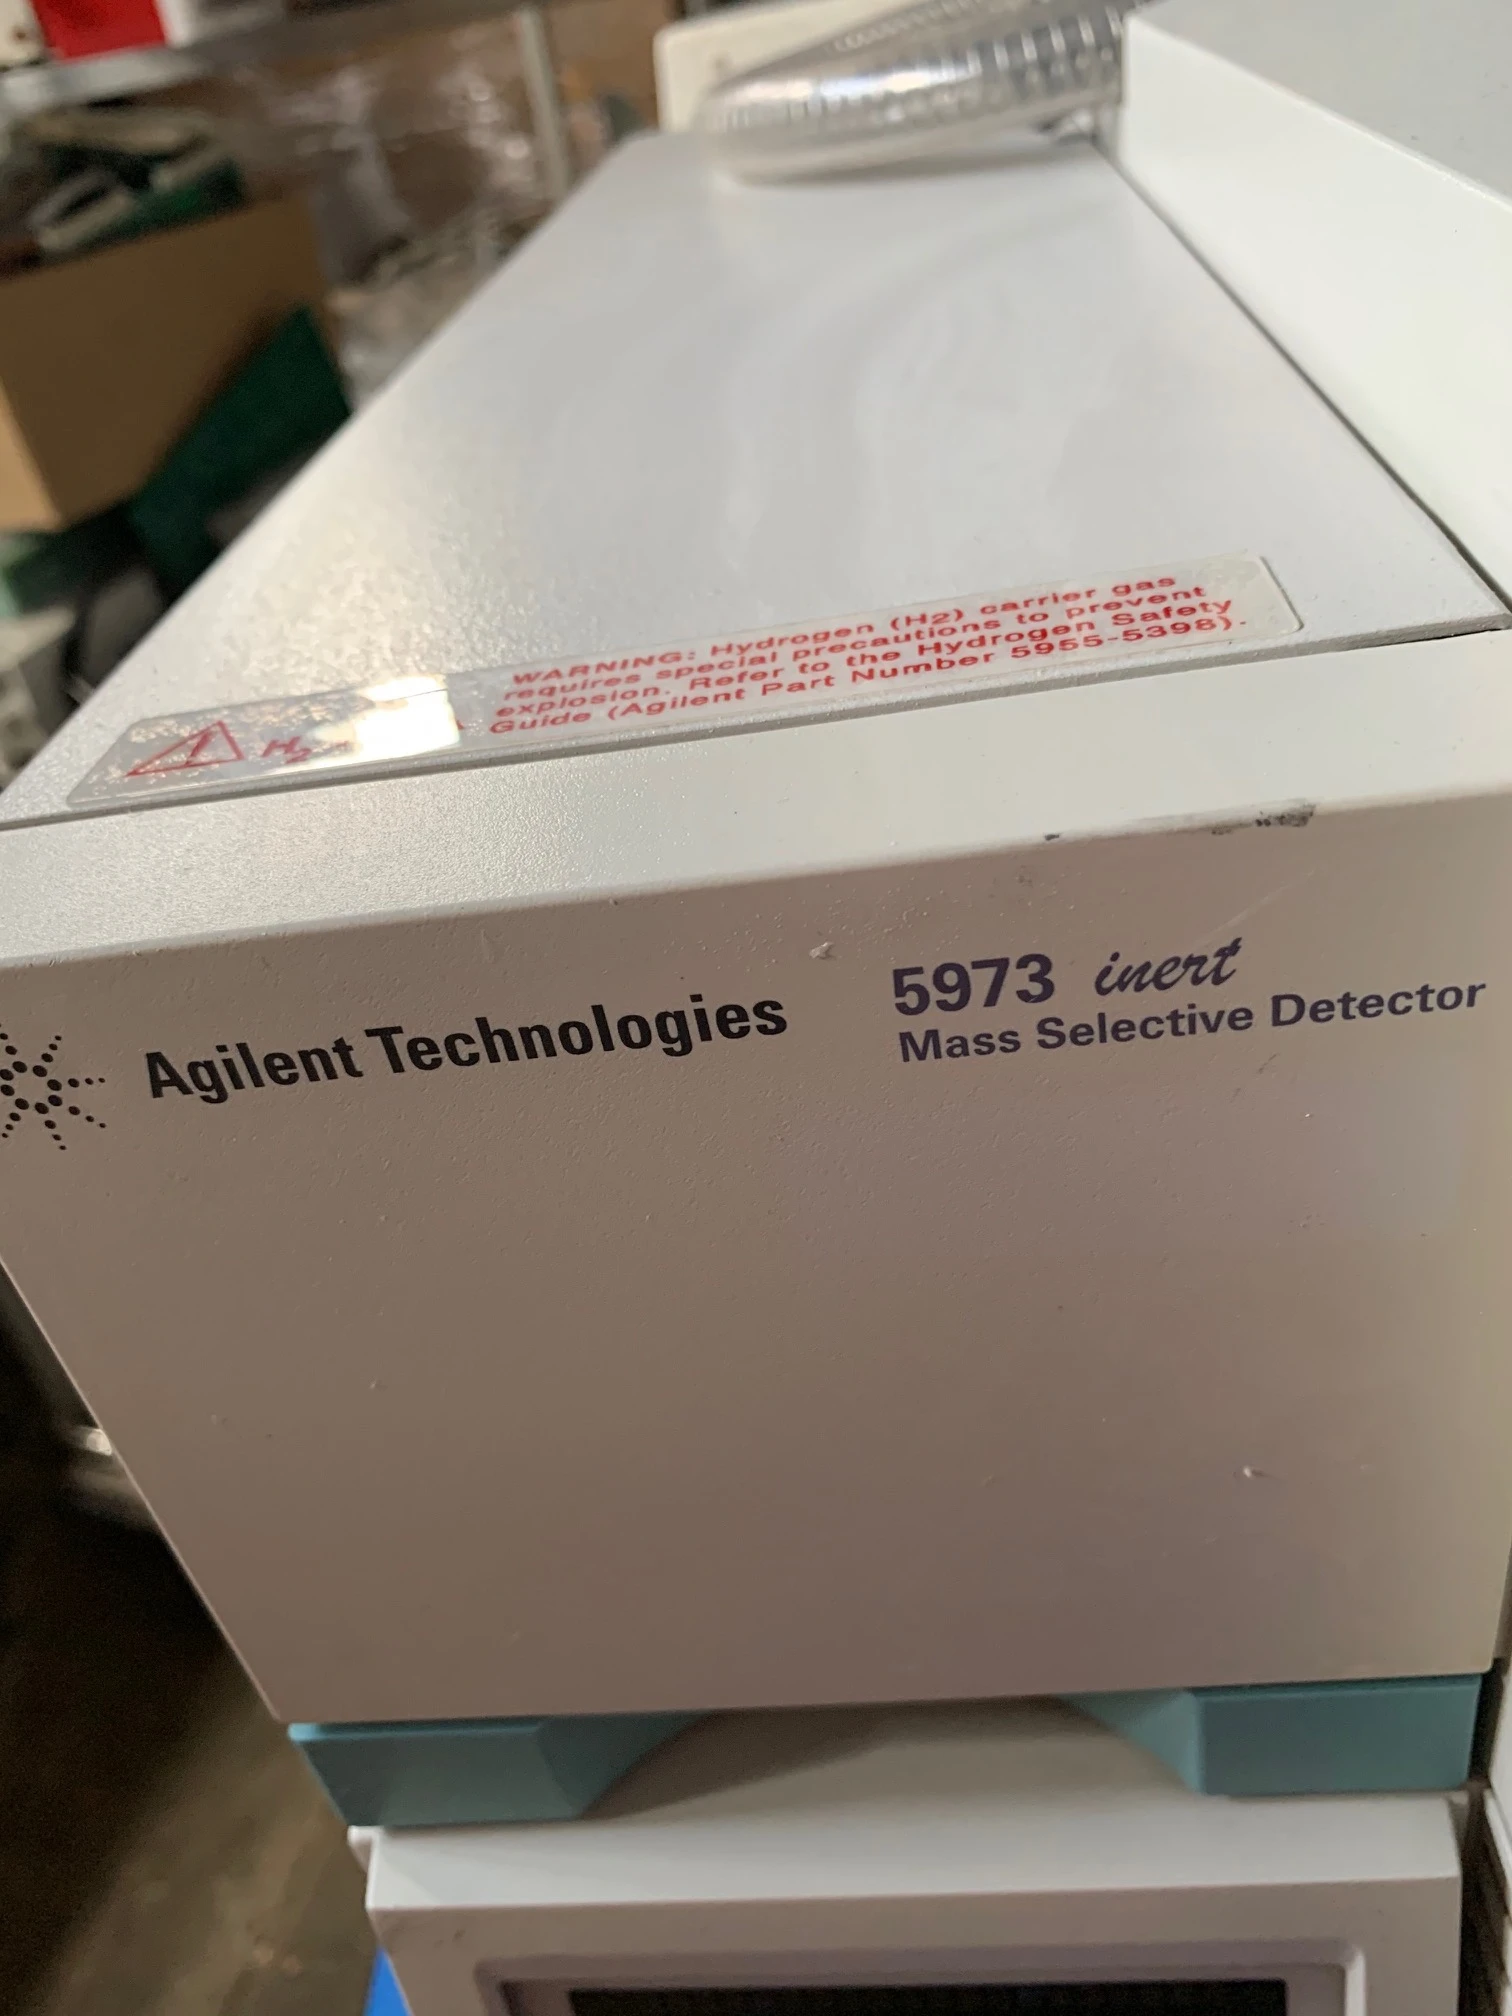 WARNING: Hydrogen (H2) carrier gas
requires special precautions to prevent
explosion. Refer to the Hydrogen Safety
Guide (Agilent Part Number 5955-5398).
H2
Agilent Technologies
5973 inert
Mass Selective Detector